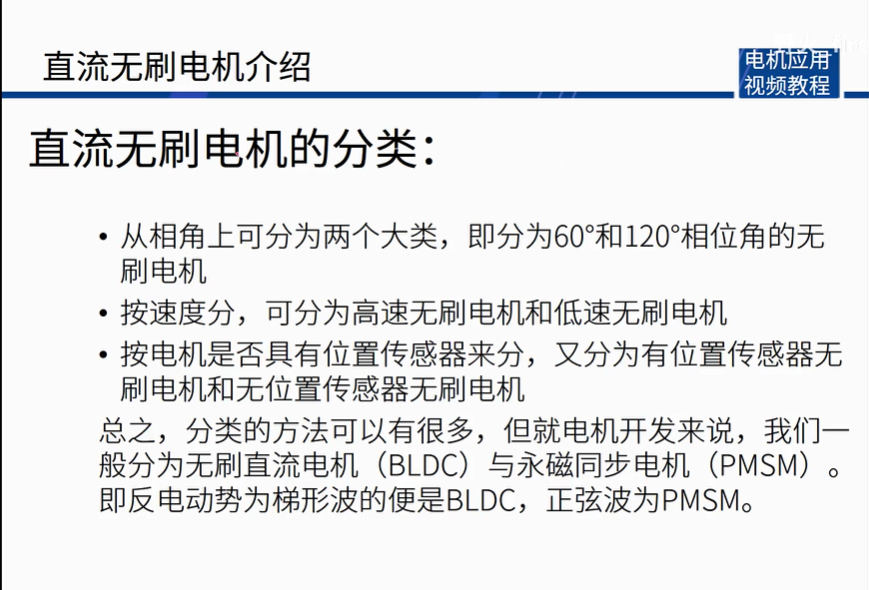 直流无刷电机介绍
电机应用
视频教程
直流无刷电机的分类：
• 从相角上可分为两个大类，即分为60°和120°相位角的无
刷电机
• 按速度分，可分为高速无刷电机和低速无刷电机
• 按电机是否具有位置传感器来分，又分为有位置传感器无
刷电机和无位置传感器无刷电机
总之，分类的方法可以有很多，但就电机开发来说，我们一
般分为无刷直流电机（BLDC）与永磁同步电机（PMSM）。
即反电动势为梯形波的便是BLDC，正弦波为PMSM。